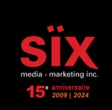 sïx
media • marketing inc.
15e anniversaire
2009 | 2024